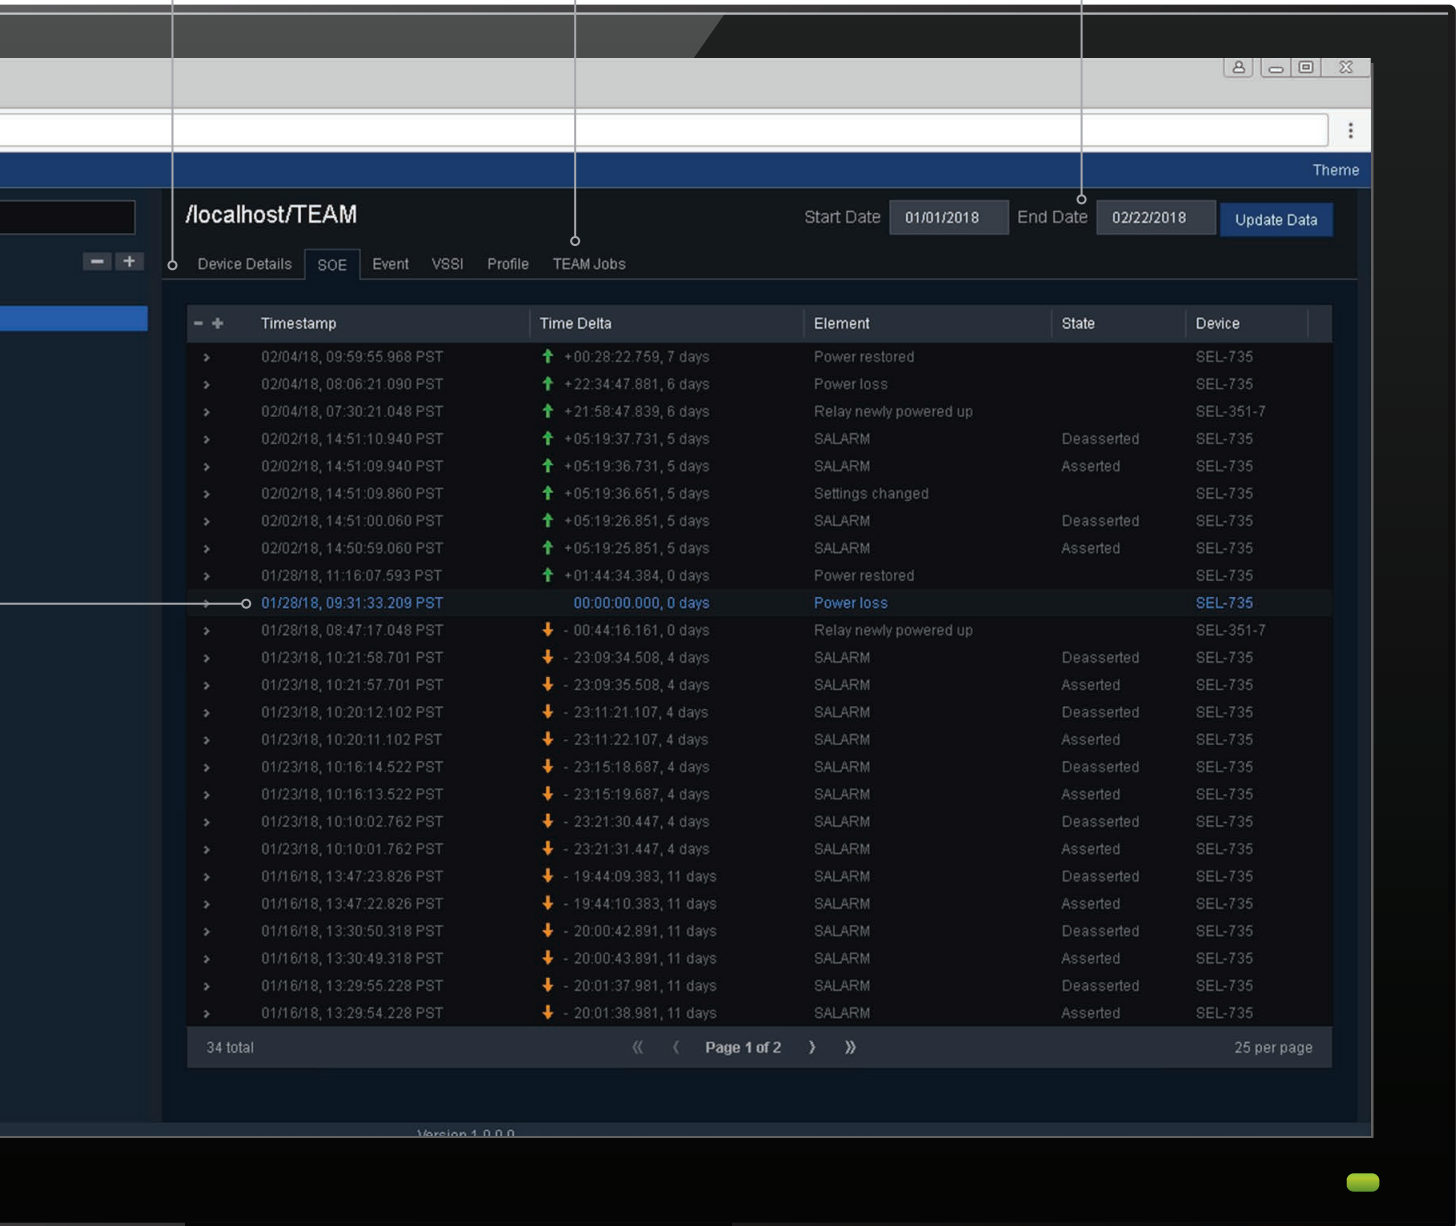 Theme
/localhost/TEAM
Start Date 01/01/2018 End Date 02/22/2018 Update Data
Device Details SOE Event VSSI Profile TEAM Jobs
Timestamp Time Delta Element State Device
02/04/18, 09:59:55.968 PST +00:28:22.759, 7 days Power restored SEL-735
02/04/18, 08:06:21.090 PST +22:34:47.881, 6 days Power loss SEL-735
02/04/18, 07:30:21.048 PST +21:58:47.839, 6 days Relay newly powered up SEL-351-7
02/02/18, 14:51:10.940 PST +05:19:37.731, 5 days SALARM Deasserted SEL-735
02/02/18, 14:51:09.940 PST +05:19:36.731, 5 days SALARM Asserted SEL-735
02/02/18, 14:51:09.860 PST +05:19:36.651, 5 days Settings changed SEL-735
02/02/18, 14:51:00.060 PST +05:19:26.851, 5 days SALARM Deasserted SEL-735
02/02/18, 14:50:59.060 PST +05:19:25.851, 5 days SALARM Asserted SEL-735
01/28/18, 11:16:07.593 PST +01:44:34.384, 0 days Power restored SEL-735
01/28/18, 09:31:33.209 PST 00:00:00.000, 0 days Power loss SEL-735
01/28/18, 08:47:17.048 PST - 00:44:16.161, 0 days Relay newly powered up SEL-351-7
01/23/18, 10:21:58.701 PST - 23:09:34.508, 4 days SALARM Deasserted SEL-735
01/23/18, 10:21:57.701 PST - 23:09:35.508, 4 days SALARM Asserted SEL-735
01/23/18, 10:20:12.102 PST - 23:11:21.107, 4 days SALARM Deasserted SEL-735
01/23/18, 10:20:11.102 PST - 23:11:22.107, 4 days SALARM Asserted SEL-735
01/23/18, 10:16:14.522 PST - 23:15:18.687, 4 days SALARM Deasserted SEL-735
01/23/18, 10:16:13.522 PST - 23:15:19.687, 4 days SALARM Asserted SEL-735
01/23/18, 10:10:02.762 PST - 23:21:30.447, 4 days SALARM Deasserted SEL-735
01/23/18, 10:10:01.762 PST - 23:21:31.447, 4 days SALARM Asserted SEL-735
01/16/18, 13:47:23.826 PST - 19:44:09.383, 11 days SALARM Deasserted SEL-735
01/16/18, 13:47:22.826 PST - 19:44:10.383, 11 days SALARM Asserted SEL-735
01/16/18, 13:30:50.318 PST - 20:00:42.891, 11 days SALARM Deasserted SEL-735
01/16/18, 13:30:49.318 PST - 20:00:43.891, 11 days SALARM Asserted SEL-735
01/16/18, 13:29:55.228 PST - 20:01:37.981, 11 days SALARM Deasserted SEL-735
01/16/18, 13:29:54.228 PST - 20:01:38.981, 11 days SALARM Asserted SEL-735
34 total Page 1 of 2 25 per page
Version 1.0.0.0